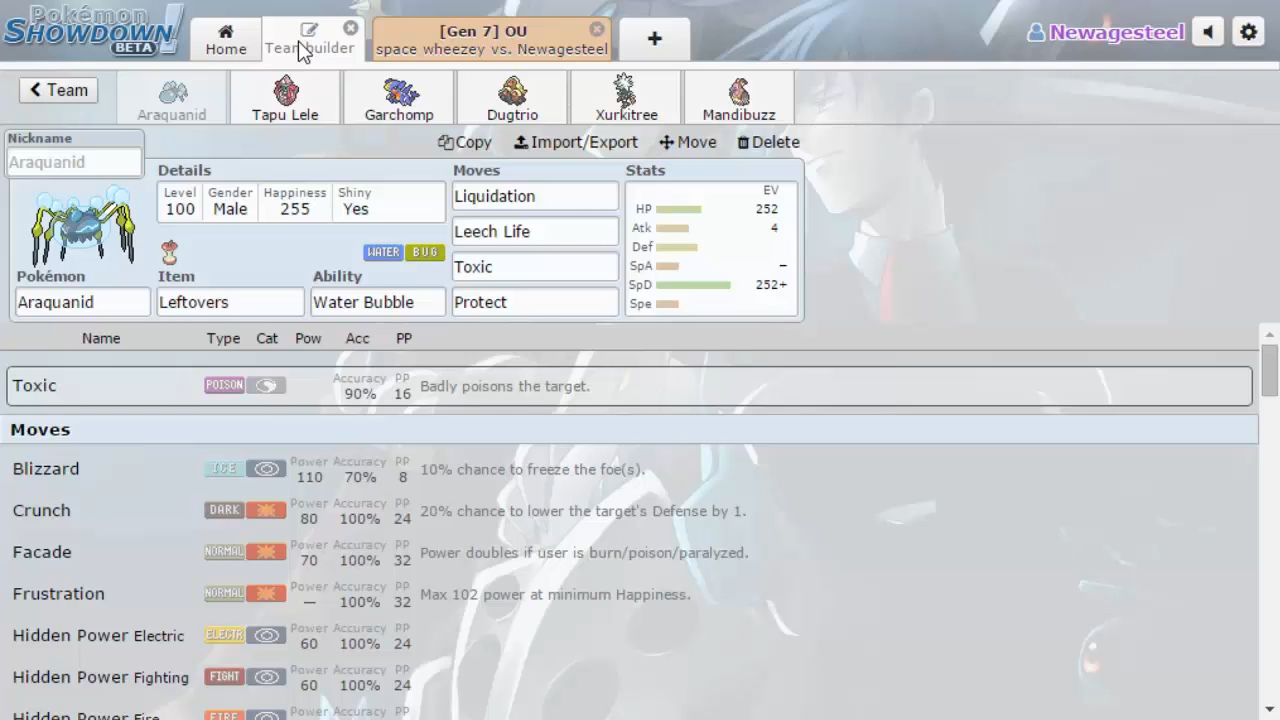 Pokémon
SHOWDOWN!
BETA
Home
Teambuilder
[Gen 7] OU
space wheezey vs. Newagesteel
+
Newagesteel
Team
Araquanid
Tapu Lele
Garchomp
Dugtrio
Xurkitree
Mandibuzz
Nickname
Araquanid
Copy
Import/Export
Move
Delete
Details
Moves
Stats
Level
Gender
Happiness
Shiny
100
Male
255
Yes
Liquidation
Leech Life
Toxic
Protect
EV
HP 252
Atk 4
Def
SpA –
SpD 252+
Spe
WATER
BUG
Pokémon
Item
Ability
Araquanid
Leftovers
Water Bubble
Name Type Cat Pow Acc PP
Toxic POISON Accuracy 90% PP 16 Badly poisons the target.
Moves
Blizzard ICE Power 110 Accuracy 70% PP 8 10% chance to freeze the foe(s).
Crunch DARK Power 80 Accuracy 100% PP 24 20% chance to lower the target's Defense by 1.
Facade NORMAL Power 70 Accuracy 100% PP 32 Power doubles if user is burn/poison/paralyzed.
Frustration NORMAL Power — Accuracy 100% PP 32 Max 102 power at minimum Happiness.
Hidden Power Electric ELECTR Power 60 Accuracy 100% PP 24
Hidden Power Fighting FIGHT Power 60 Accuracy 100% PP 24
Hidden Power Fire FIRE Power Accuracy PP